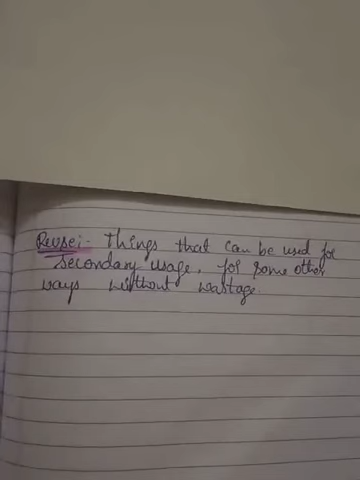 Reuse:- Things that can be used for
secondary usage, for some other
ways without wastage.